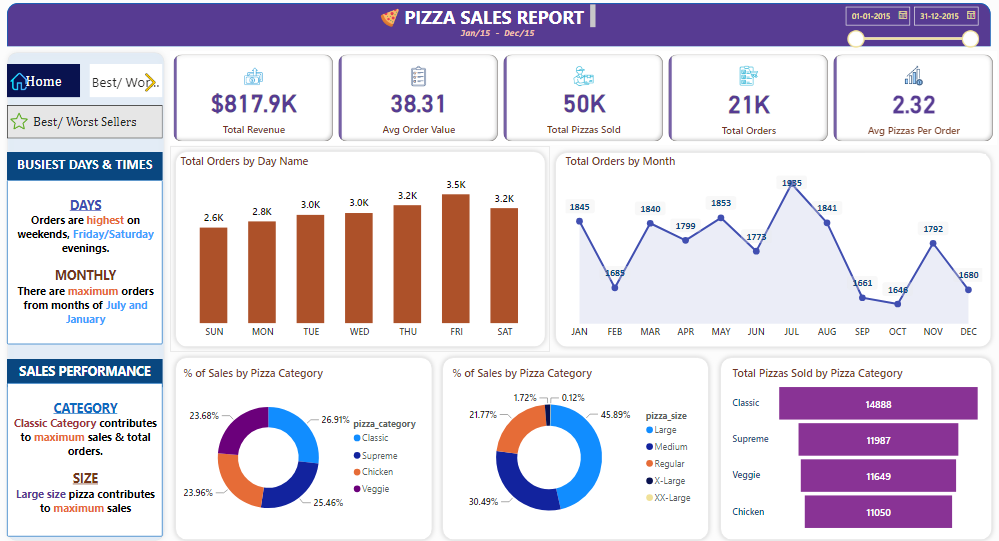 PIZZA SALES REPORT
Jan/15 - Dec/15
01-01-2015
31-12-2015
Home
Best/ Wor...
Best/ Worst Sellers
$817.9K
Total Revenue
38.31
Avg Order Value
50K
Total Pizzas Sold
21K
Total Orders
2.32
Avg Pizzas Per Order
BUSIEST DAYS & TIMES
DAYS
Orders are highest on
weekends, Friday/Saturday
evenings.
MONTHLY
There are maximum orders
from months of July and
January
Total Orders by Day Name
2.6K
2.8K
3.0K
3.0K
3.2K
3.5K
3.2K
SUN MON TUE WED THU FRI SAT
Total Orders by Month
1845
1685
1840
1799
1853
1773
1935
1841
1661
1646
1792
1680
JAN FEB MAR APR MAY JUN JUL AUG SEP OCT NOV DEC
SALES PERFORMANCE
CATEGORY
Classic Category contributes
to maximum sales & total
orders.
SIZE
Large size pizza contributes
to maximum sales
% of Sales by Pizza Category
23.68%
26.91%
23.96%
25.46%
pizza_category
Classic
Supreme
Chicken
Veggie
% of Sales by Pizza Category
1.72%
0.12%
21.77%
45.89%
30.49%
pizza_size
Large
Medium
Regular
X-Large
XX-Large
Total Pizzas Sold by Pizza Category
Classic 14888
Supreme 11987
Veggie 11649
Chicken 11050